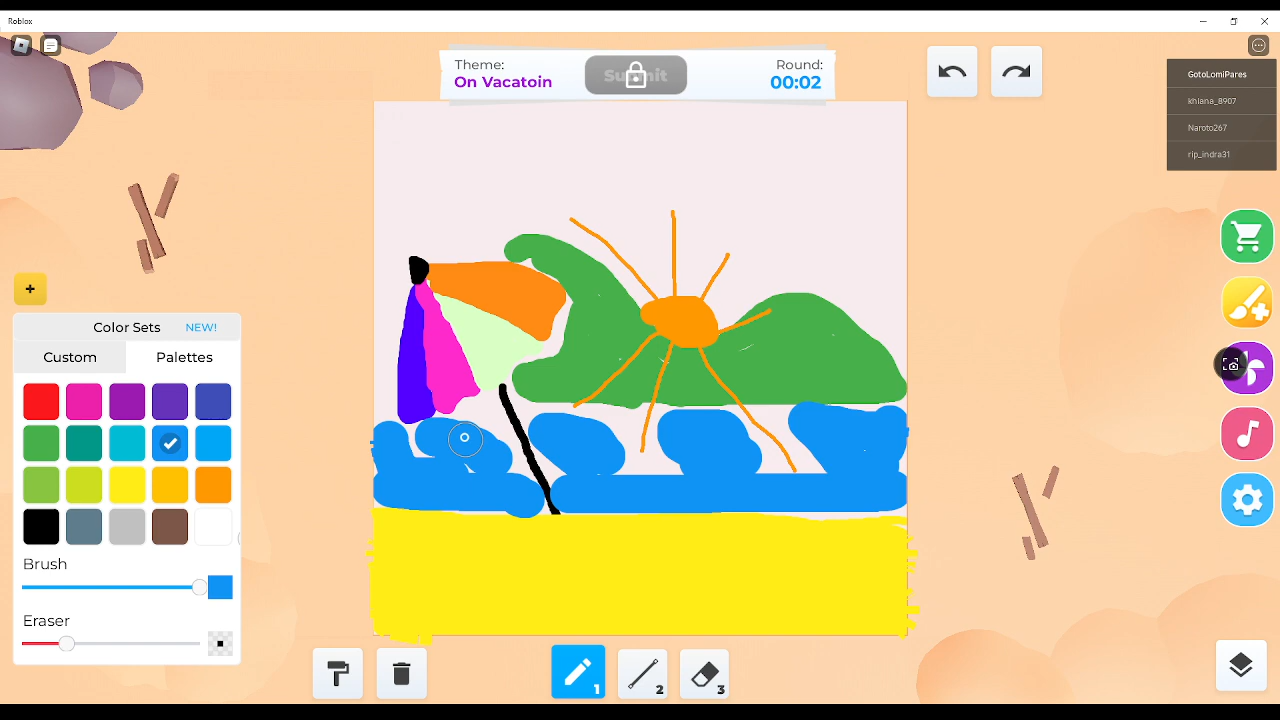 Roblox
Theme:
On Vacatoin
Submit
Round:
00:02
GotoLomiPares
khiana_8907
Naroto267
rip_indra31
+
Color Sets NEW!
Custom Palettes
Brush
Eraser
1
2
3